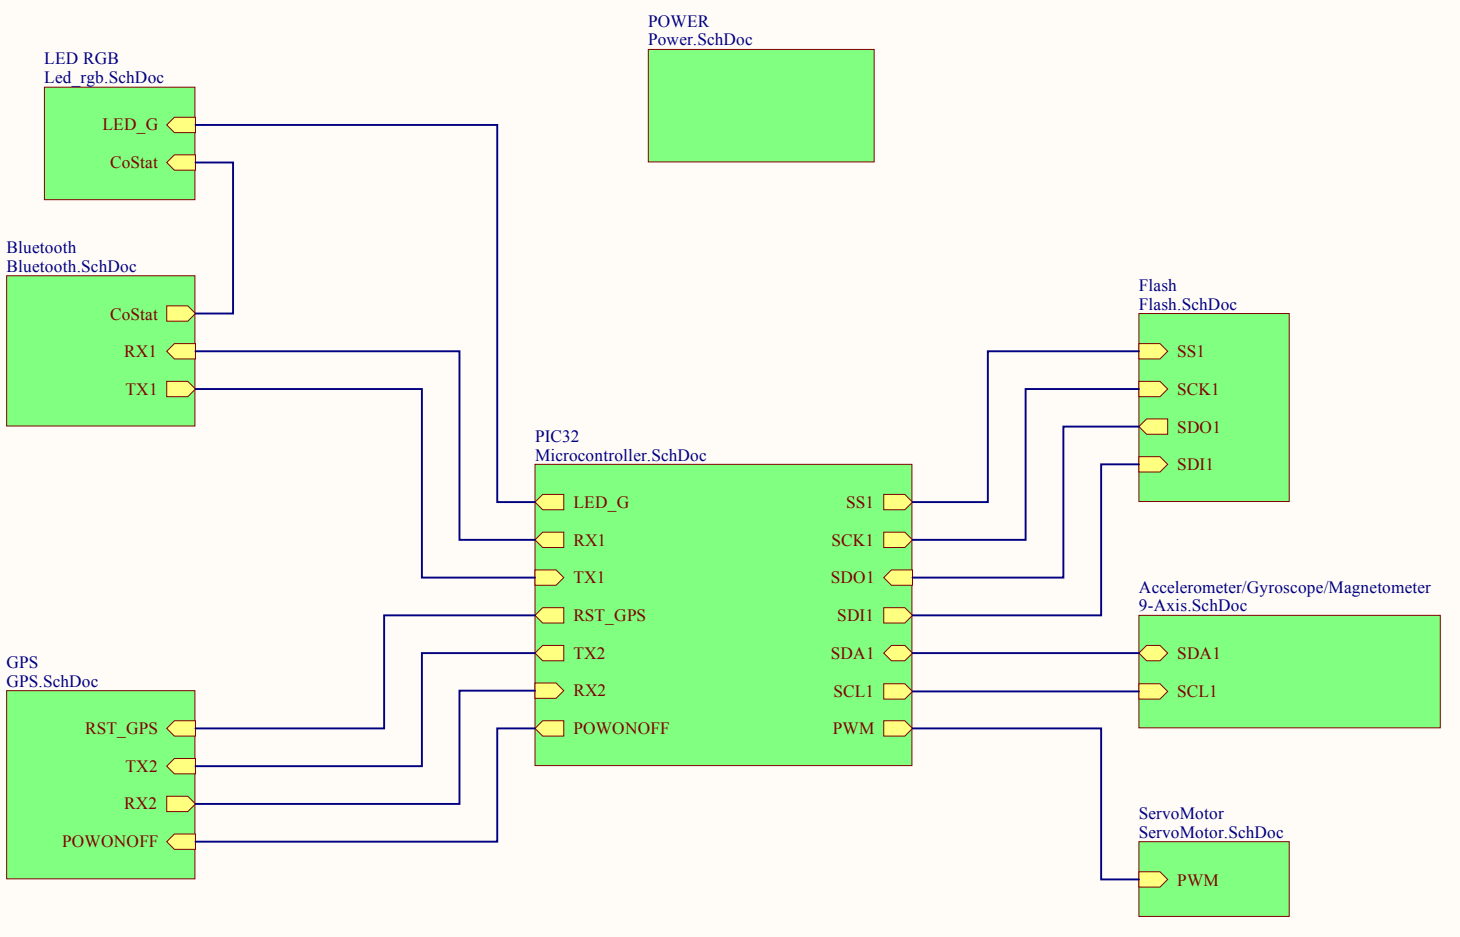 POWER
Power.SchDoc
LED RGB
Led_rgb.SchDoc
LED_G
CoStat
Bluetooth
Bluetooth.SchDoc
CoStat
RX1
TX1
Flash
Flash.SchDoc
SS1
SCK1
SDO1
SDI1
PIC32
Microcontroller.SchDoc
LED_G
SS1
RX1
SCK1
TX1
SDO1
RST_GPS
SDI1
TX2
SDA1
RX2
SCL1
POWONOFF
PWM
Accelerometer/Gyroscope/Magnetometer
9-Axis.SchDoc
SDA1
SCL1
GPS
GPS.SchDoc
RST_GPS
TX2
RX2
POWONOFF
ServoMotor
ServoMotor.SchDoc
PWM